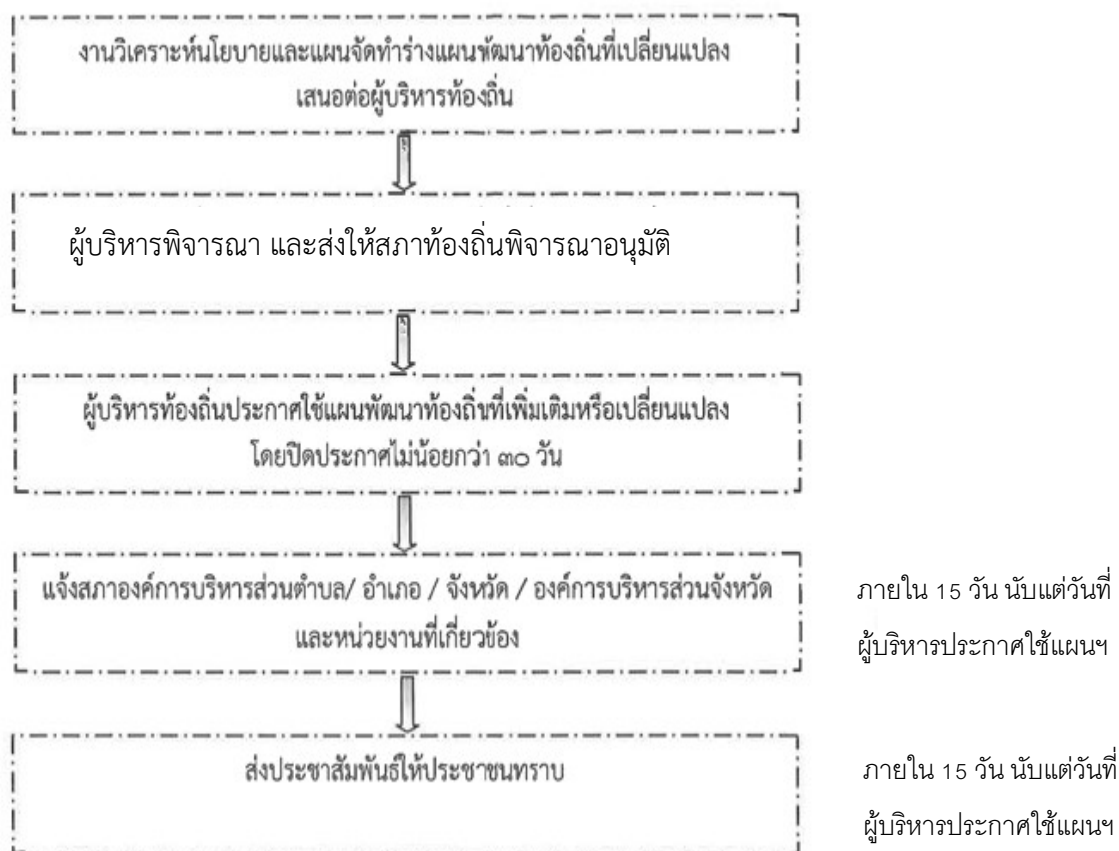 งานวิเคราะห์นโยบายและแผนจัดทำร่างแผนพัฒนาท้องถิ่นที่เปลี่ยนแปลง
เสนอต่อผู้บริหารท้องถิ่น
ผู้บริหารพิจารณา และส่งให้สภาท้องถิ่นพิจารณาอนุมัติ
ผู้บริหารท้องถิ่นประกาศใช้แผนพัฒนาท้องถิ่นที่เพิ่มเติมหรือเปลี่ยนแปลง
โดยปิดประกาศไม่น้อยกว่า ๓๐ วัน
แจ้งสภาองค์การบริหารส่วนตำบล/ อำเภอ / จังหวัด / องค์การบริหารส่วนจังหวัด
และหน่วยงานที่เกี่ยวข้อง
ภายใน 15 วัน นับแต่วันที่
ผู้บริหารประกาศใช้แผนฯ
ส่งประชาสัมพันธ์ให้ประชาชนทราบ
ภายใน 15 วัน นับแต่วันที่
ผู้บริหารประกาศใช้แผนฯ